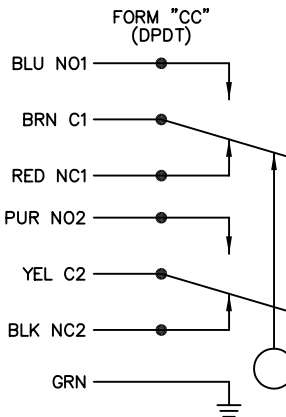 FORM "CC"
(DPDT)
BLU NO1
BRN C1
RED NC1
PUR NO2
YEL C2
BLK NC2
GRN